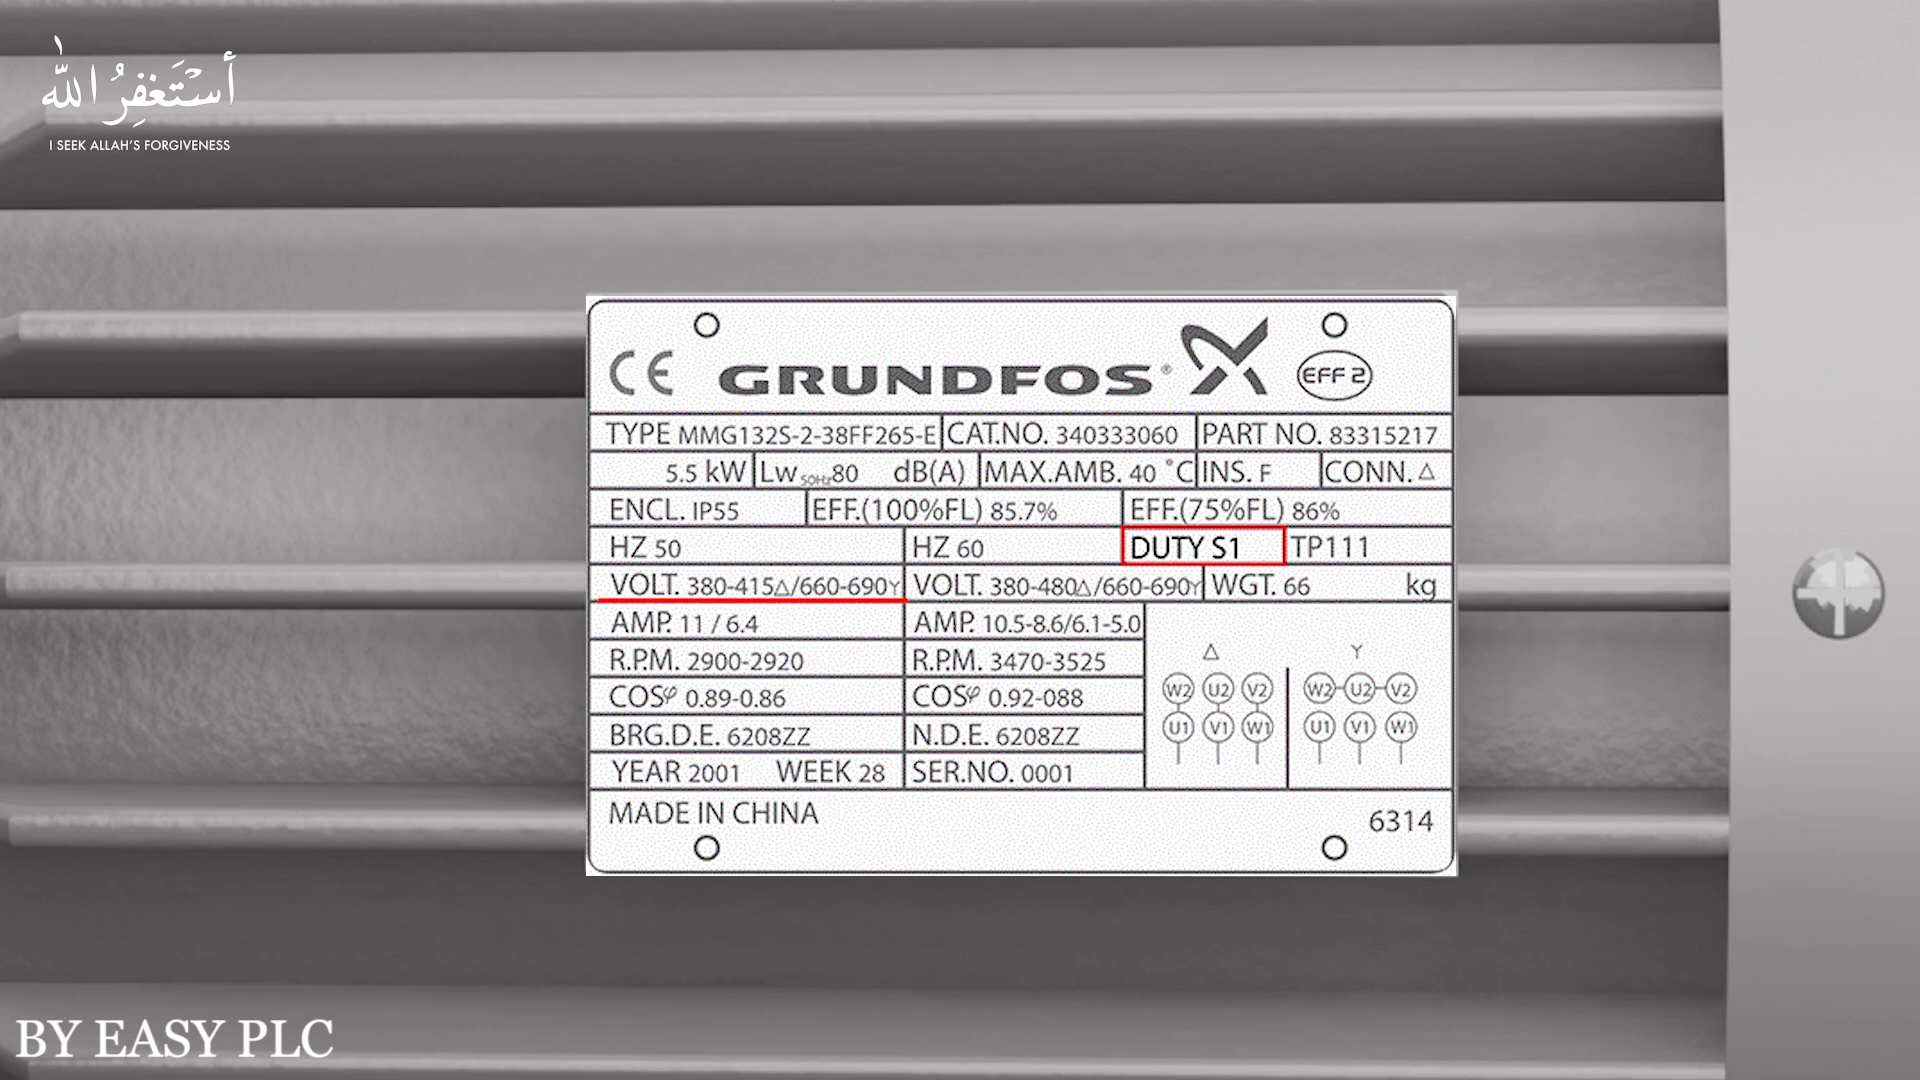 أَسْتَغْفِرُ اللّٰه
I SEEK ALLAH'S FORGIVENESS
CE GRUNDFOS® EFF 2
TYPE MMG132S-2-38FF265-E CAT.NO. 340333060 PART NO. 83315217
5.5 kW Lw50Hz80 dB(A) MAX.AMB. 40 °C INS. F CONN. △
ENCL. IP55 EFF.(100%FL) 85.7% EFF.(75%FL) 86%
HZ 50 HZ 60 DUTY S1 TP111
VOLT. 380-415△/660-690Y VOLT. 380-480△/660-690Y WGT. 66 kg
AMP. 11 / 6.4 AMP. 10.5-8.6/6.1-5.0
R.P.M. 2900-2920 R.P.M. 3470-3525
COSφ 0.89-0.86 COSφ 0.92-088
BRG.D.E. 6208ZZ N.D.E. 6208ZZ
YEAR 2001 WEEK 28 SER.NO. 0001
△ Y
W2 U2 V2 W2 U2 V2
U1 V1 W1 U1 V1 W1
MADE IN CHINA
6314
BY EASY PLC